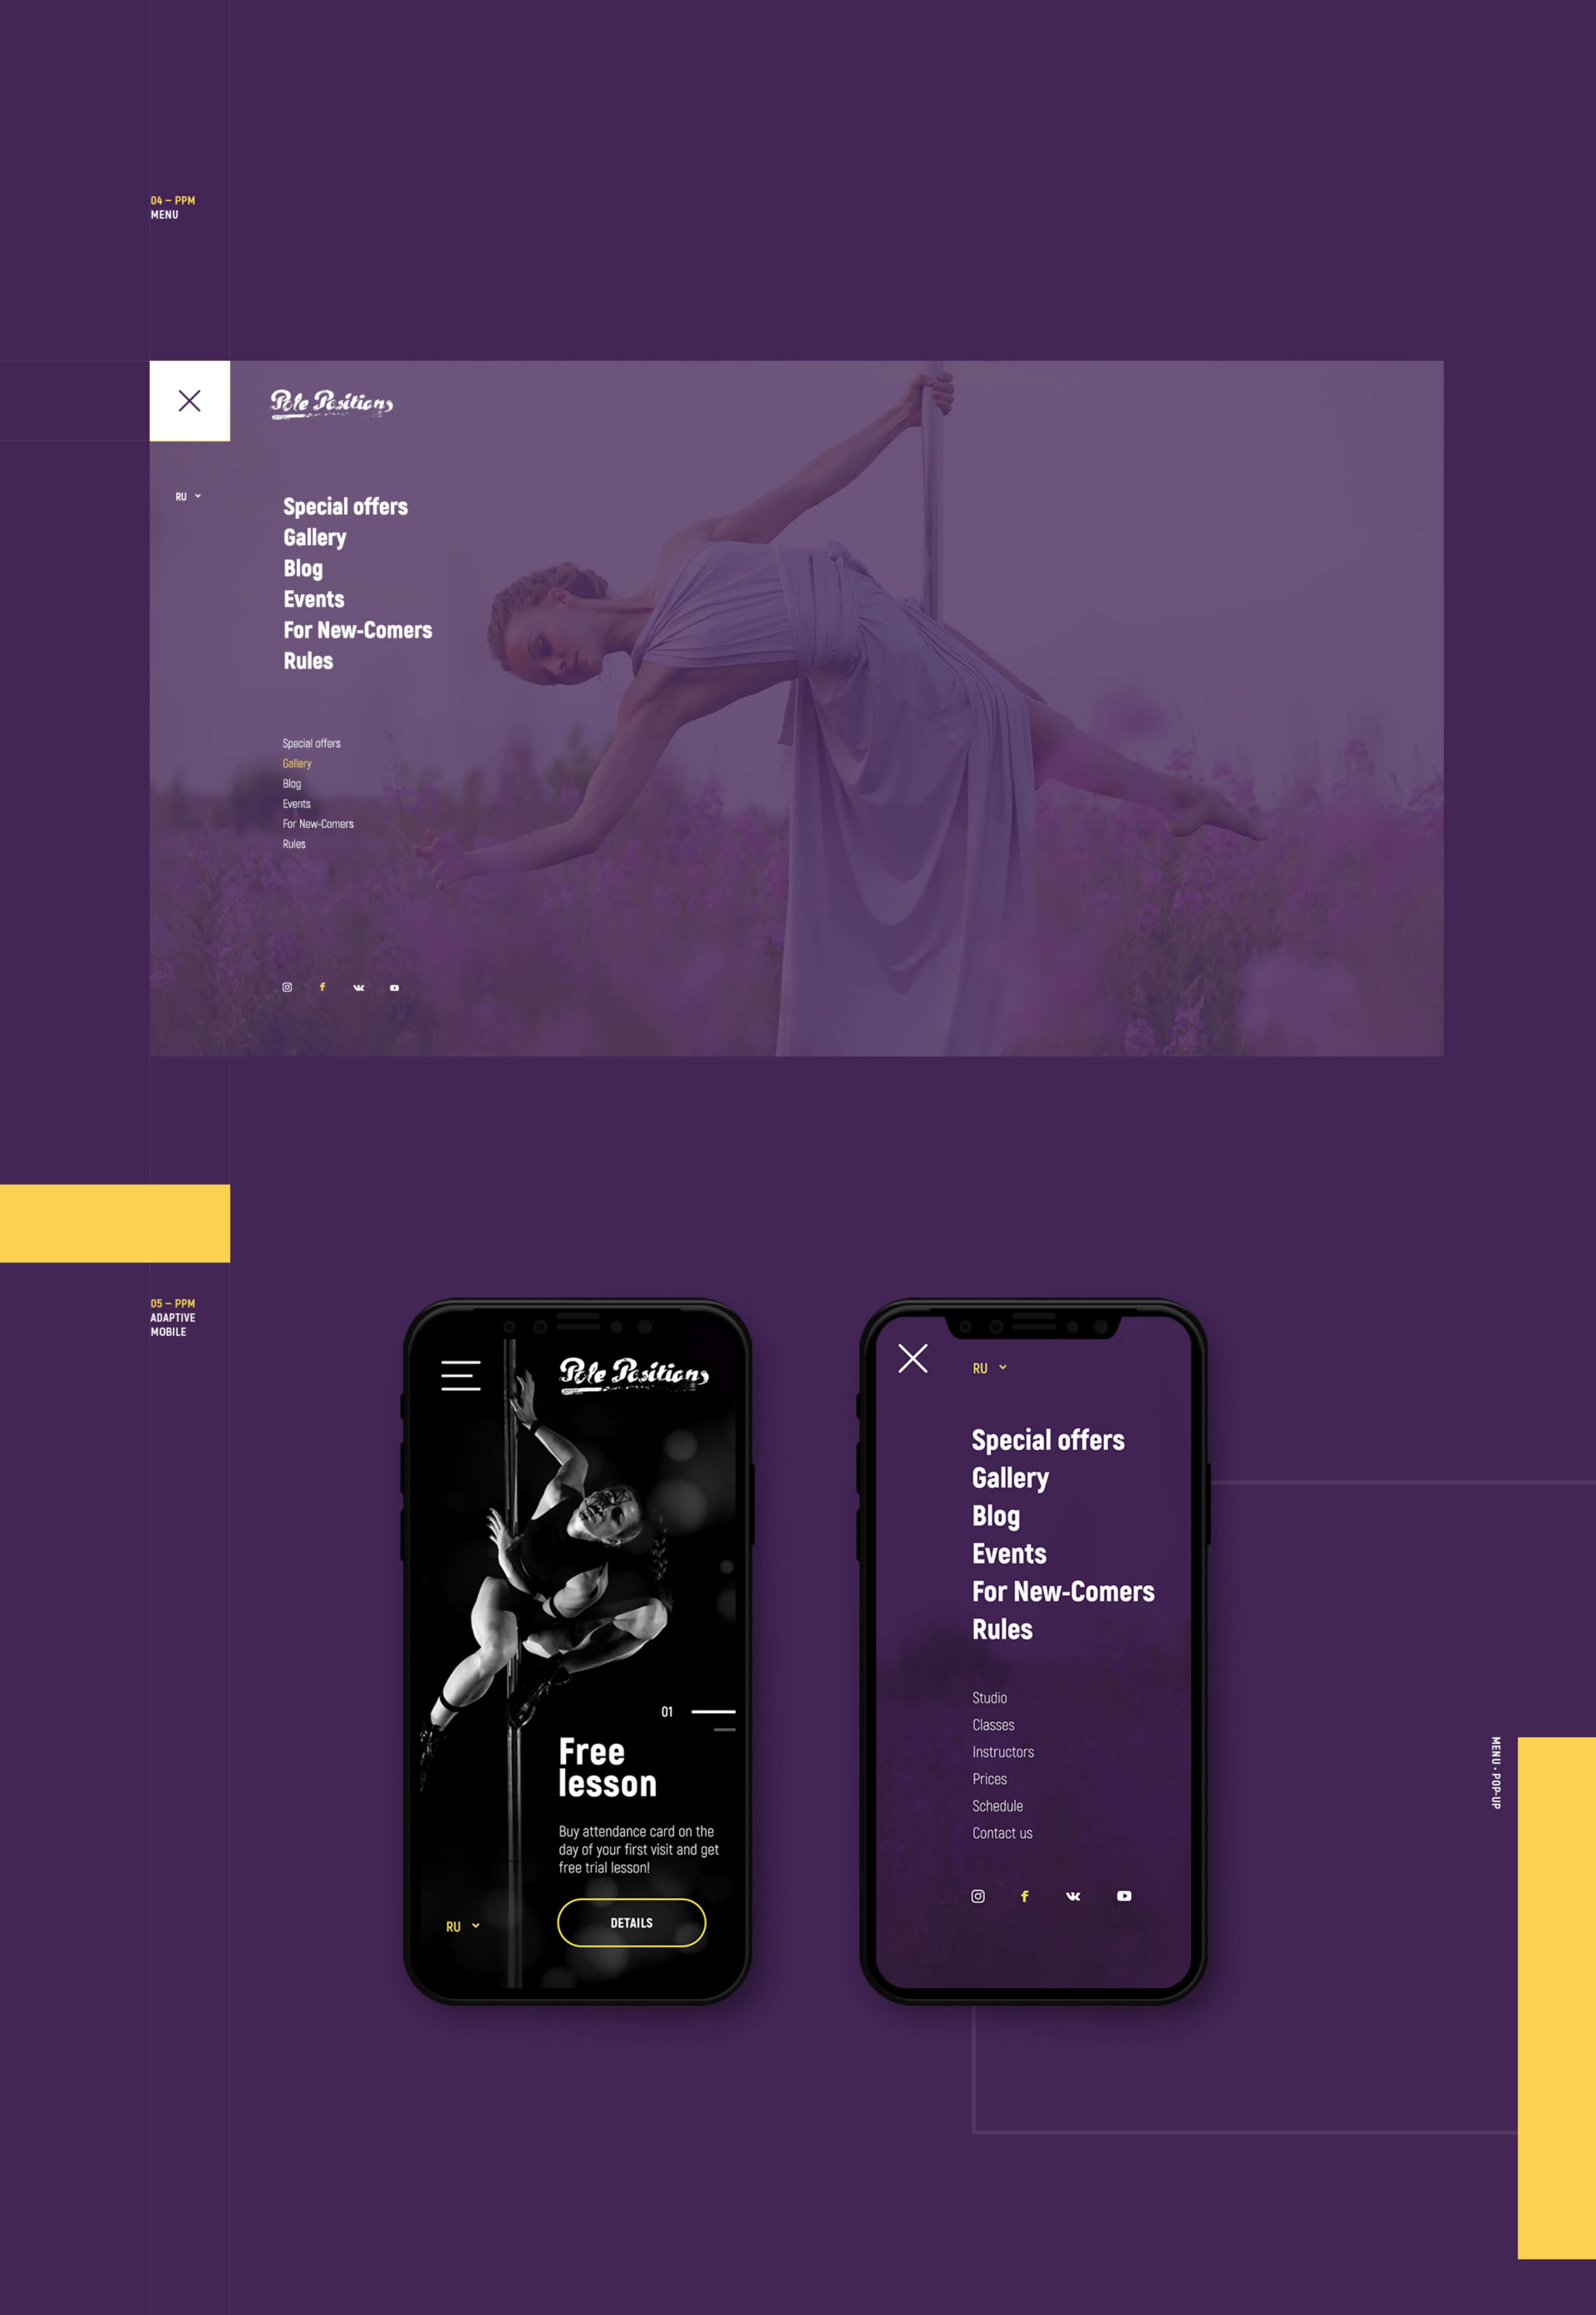 04 – PPM
MENU
Pole Positions
RU
Special offers
Gallery
Blog
Events
For New-Comers
Rules
Special offers
Gallery
Blog
Events
For New-Comers
Rules
05 – PPM
ADAPTIVE
MOBILE
Pole Positions
01
Free
lesson
Buy attendance card on the
day of your first visit and get
free trial lesson!
DETAILS
RU
RU
Special offers
Gallery
Blog
Events
For New-Comers
Rules
Studio
Classes
Instructors
Prices
Schedule
Contact us
MENU • POP-UP